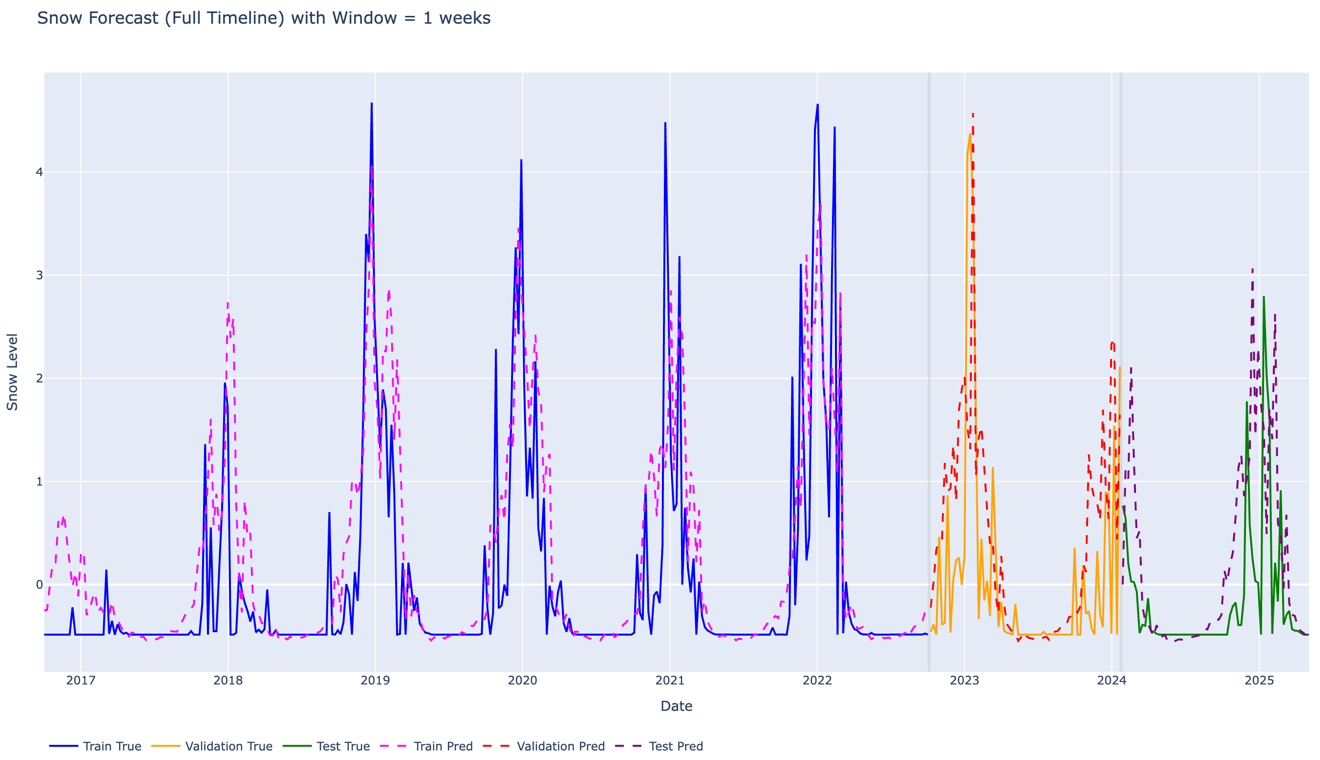 Snow Forecast (Full Timeline) with Window = 1 weeks
Snow Level
4
3
2
1
0
2017 2018 2019 2020 2021 2022 2023 2024 2025
Date
Train True Validation True Test True Train Pred Validation Pred Test Pred